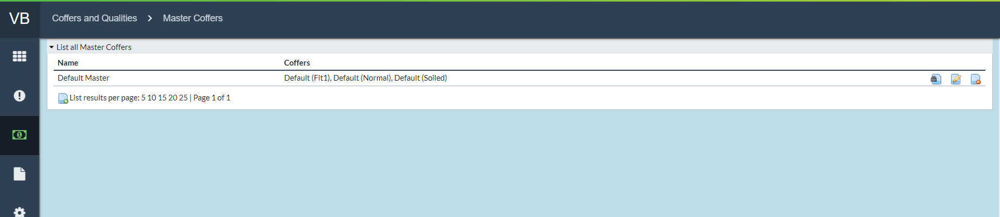 VB
Coffers and Qualities > Master Coffers
List all Master Coffers
Name Coffers
Default Master Default (Fit1), Default (Normal), Default (Soiled)
List results per page: 5 10 15 20 25 | Page 1 of 1
1